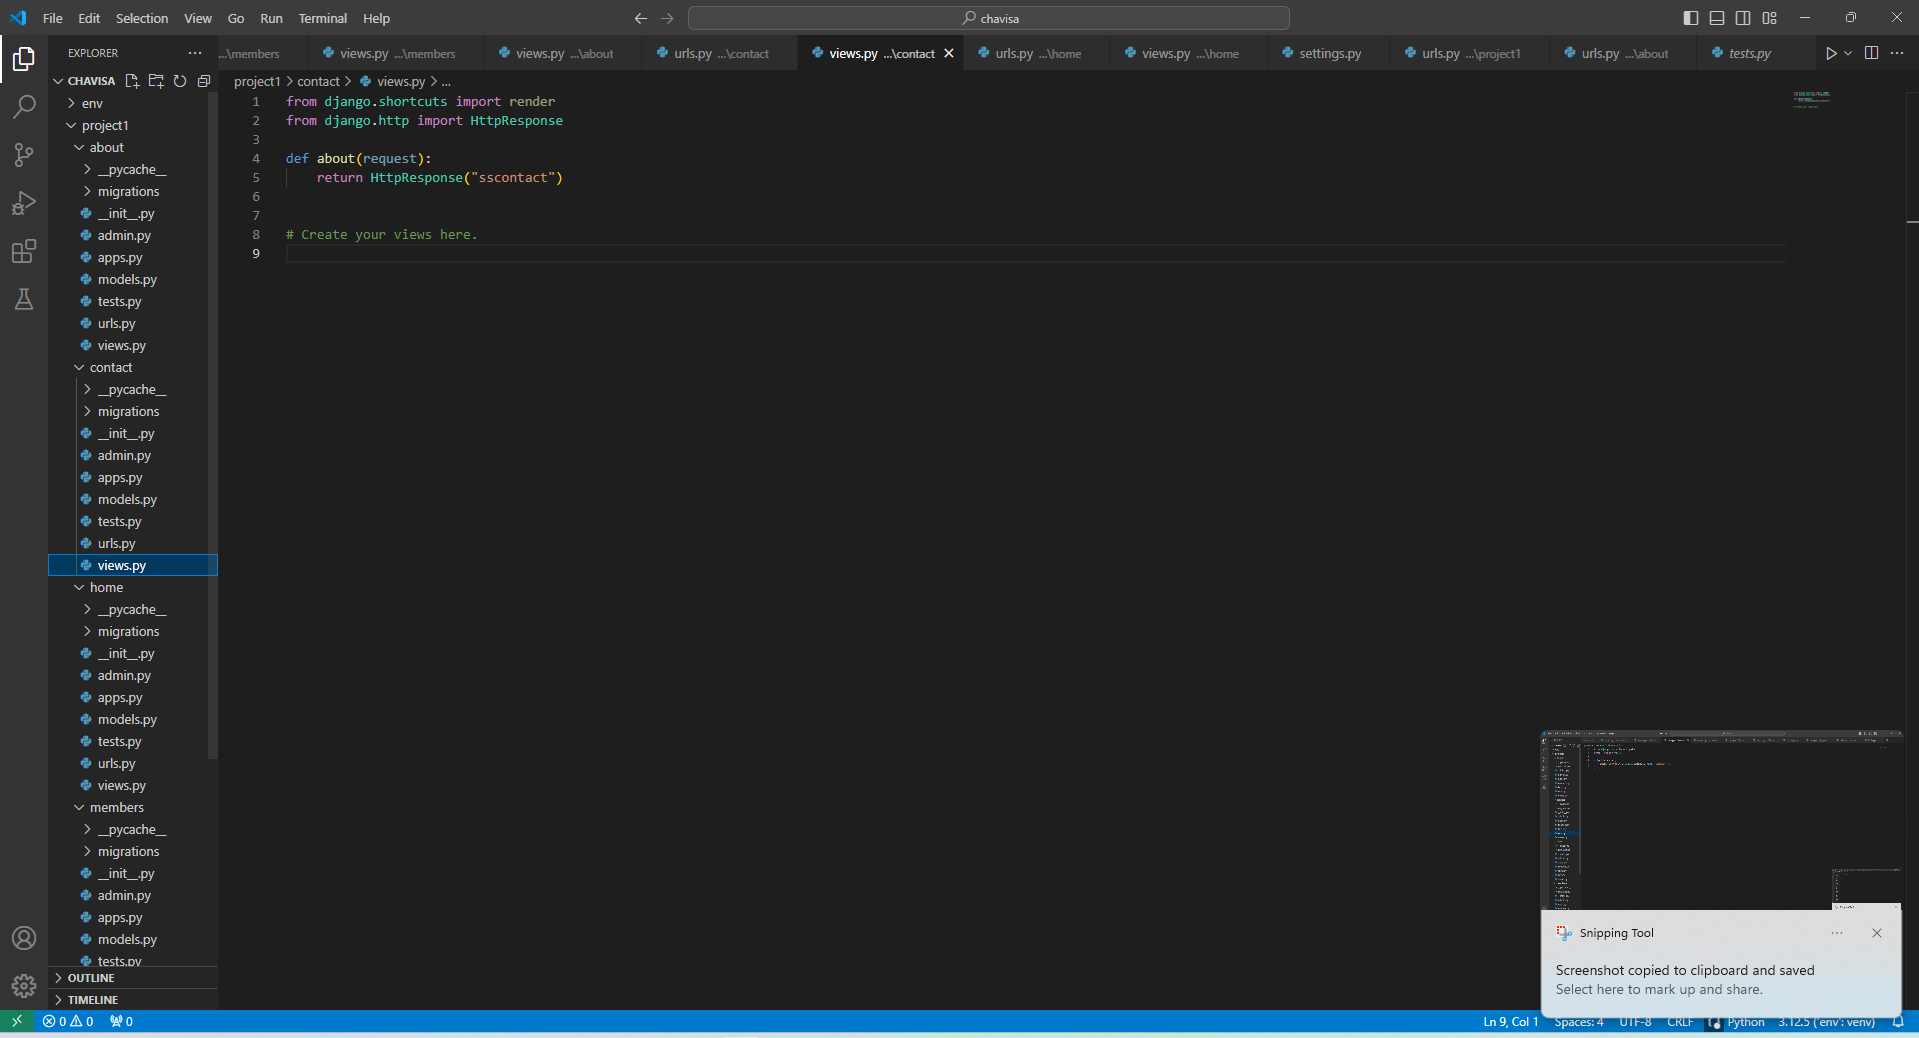 File Edit Selection View Go Run Terminal Help
chavisa
EXPLORER
...\members
views.py ...\members
views.py ...\about
urls.py ...\contact
views.py ...\contact
urls.py ...\home
views.py ...\home
settings.py
urls.py ...\project1
urls.py ...\about
tests.py
CHAVISA
env
project1
about
__pycache__
migrations
__init__.py
admin.py
apps.py
models.py
tests.py
urls.py
views.py
contact
__pycache__
migrations
__init__.py
admin.py
apps.py
models.py
tests.py
urls.py
views.py
home
__pycache__
migrations
__init__.py
admin.py
apps.py
models.py
tests.py
urls.py
views.py
members
__pycache__
migrations
__init__.py
admin.py
apps.py
models.py
tests.py
OUTLINE
TIMELINE
project1 > contact > views.py > ...
1 from django.shortcuts import render
2 from django.http import HttpResponse
3
4 def about(request):
5     return HttpResponse("sscontact")
6
7
8 # Create your views here.
9
Snipping Tool
Screenshot copied to clipboard and saved
Select here to mark up and share.
0 0 0
Ln 9, Col 1 Spaces: 4 UTF-8 CRLF Python 3.12.5 ('env': venv)